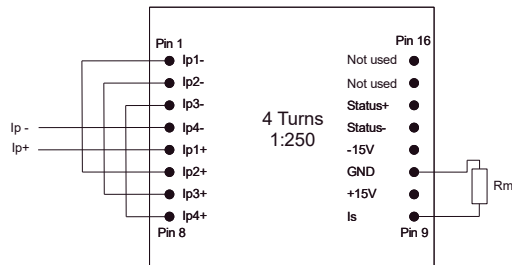 Pin 1
Pin 16
Ip1-
Not used
Ip2-
Not used
Ip3-
Status+
Ip -
Ip4-
Status-
Ip+
Ip1+
-15V
Ip2+
GND
Ip3+
+15V
Ip4+
Is
4 Turns
1:250
Rm
Pin 8
Pin 9